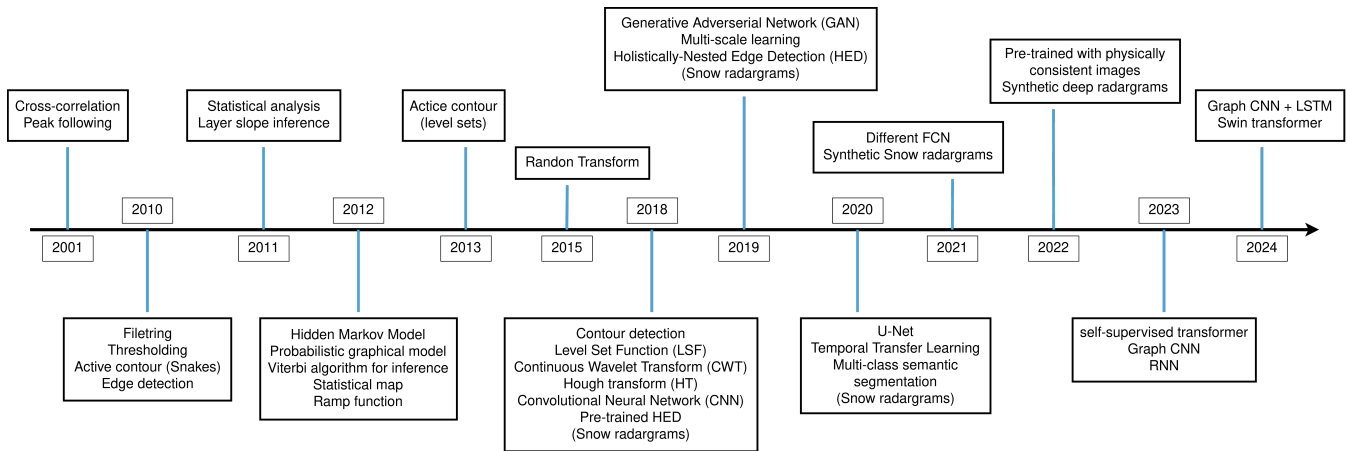 Generative Adverserial Network (GAN)
Multi-scale learning
Holistically-Nested Edge Detection (HED)
(Snow radargrams)
Pre-trained with physically
consistent images
Synthetic deep radargrams
Cross-correlation
Peak following
Statistical analysis
Layer slope inference
Actice contour
(level sets)
Graph CNN + LSTM
Swin transformer
Different FCN
Synthetic Snow radargrams
Randon Transform
2010
2012
2018
2020
2023
2001
2011
2013
2015
2019
2021
2022
2024
Filetring
Thresholding
Active contour (Snakes)
Edge detection
Hidden Markov Model
Probabilistic graphical model
Viterbi algorithm for inference
Statistical map
Ramp function
Contour detection
Level Set Function (LSF)
Continuous Wavelet Transform (CWT)
Hough transform (HT)
Convolutional Neural Network (CNN)
Pre-trained HED
(Snow radargrams)
U-Net
Temporal Transfer Learning
Multi-class semantic
segmentation
(Snow radargrams)
self-supervised transformer
Graph CNN
RNN